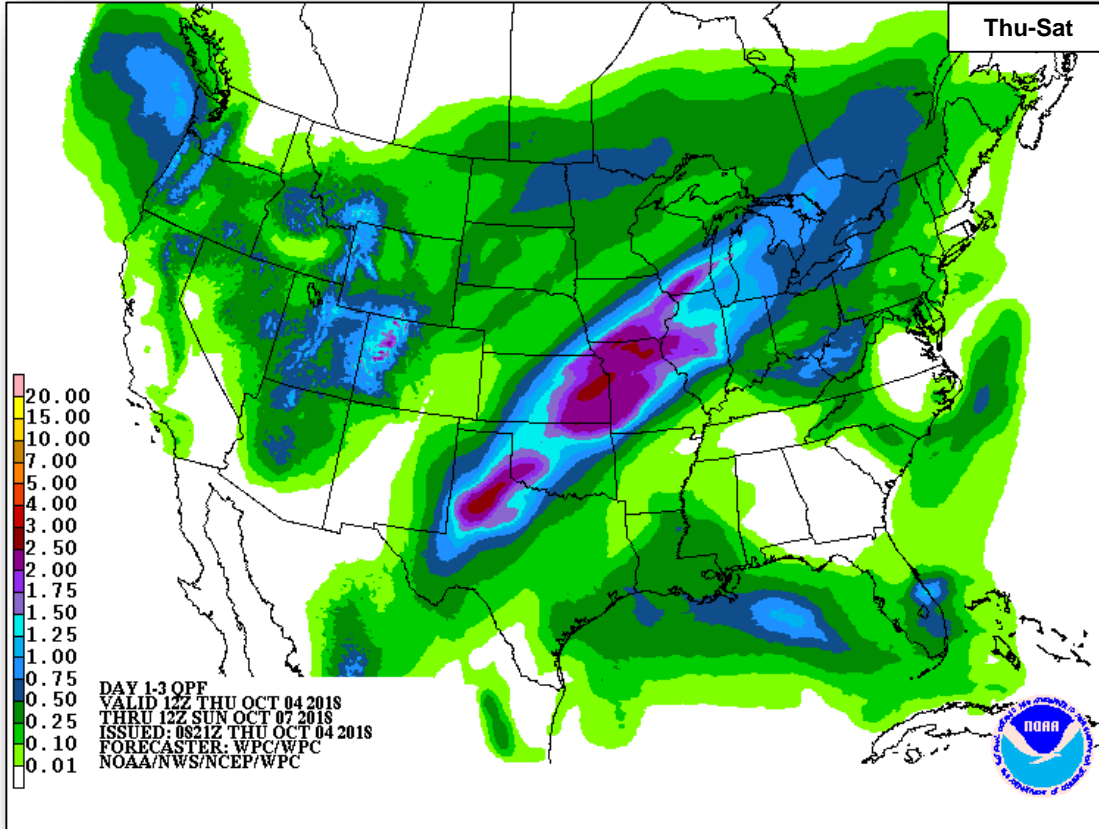 Thu-Sat
20.00
15.00
10.00
7.00
5.00
4.00
3.00
2.50
2.00
1.75
1.50
1.25
1.00
0.75
0.50
0.25
0.10
0.01
DAY 1-3 QPF
VALID 12Z THU OCT 04 2018
THRU 12Z SUN OCT 07 2018
ISSUED: 0821Z THU OCT 04 2018
FORECASTER: WPC/WPC
NOAA/NWS/NCEP/WPC
NOAA